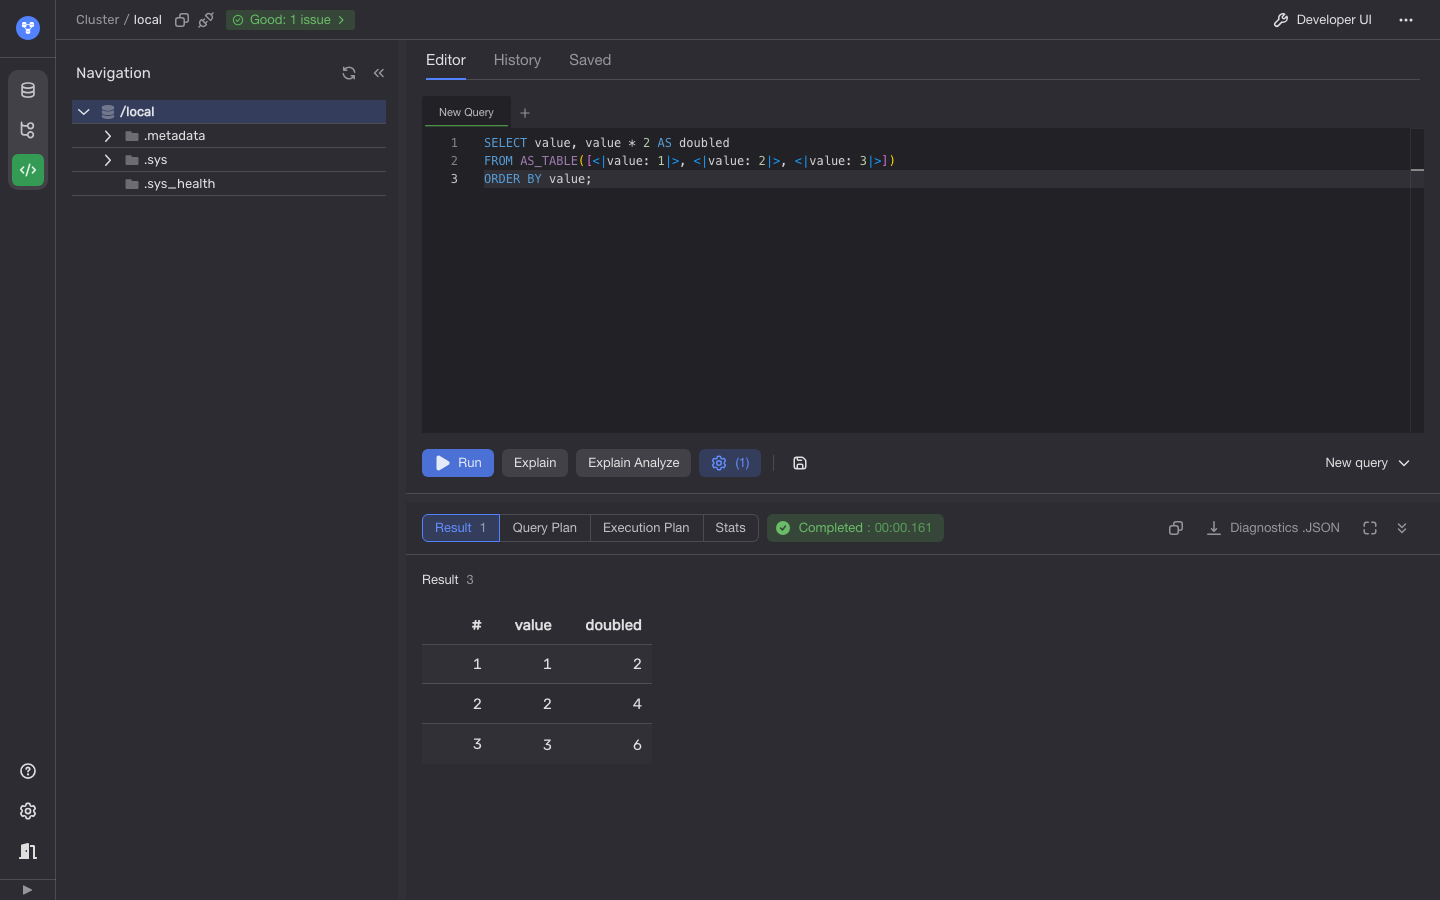 Cluster / local
Good: 1 issue
Developer UI
Navigation
/local
.metadata
.sys
.sys_health
Editor
History
Saved
New Query
1 SELECT value, value * 2 AS doubled
2 FROM AS_TABLE([<|value: 1|>, <|value: 2|>, <|value: 3|>])
3 ORDER BY value;
Run
Explain
Explain Analyze
(1)
New query
Result 1
Query Plan
Execution Plan
Stats
Completed : 00:00.161
Diagnostics .JSON
Result 3
# value doubled
1 1 2
2 2 4
3 3 6